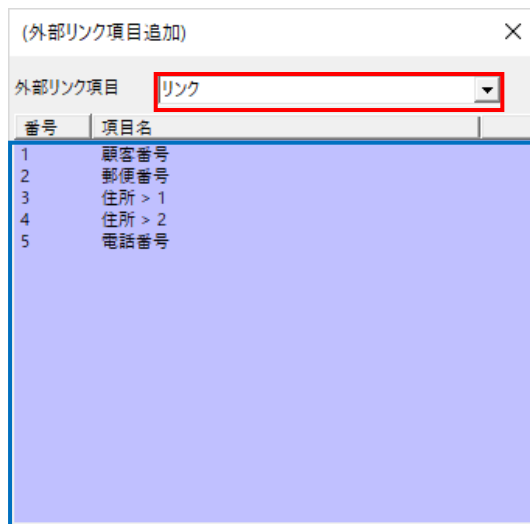 (外部リンク項目追加)
外部リンク項目 リンク
番号 項目名
1 顧客番号
2 郵便番号
3 住所 > 1
4 住所 > 2
5 電話番号